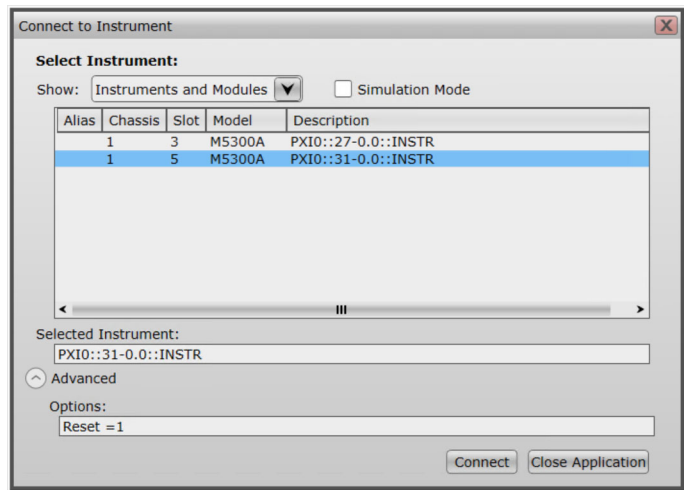 Connect to Instrument
Select Instrument:
Show: Instruments and Modules Simulation Mode
Alias Chassis Slot Model Description
1 3 M5300A PXI0::27-0.0::INSTR
1 5 M5300A PXI0::31-0.0::INSTR
Selected Instrument:
PXI0::31-0.0::INSTR
Advanced
Options:
Reset =1
Connect Close Application